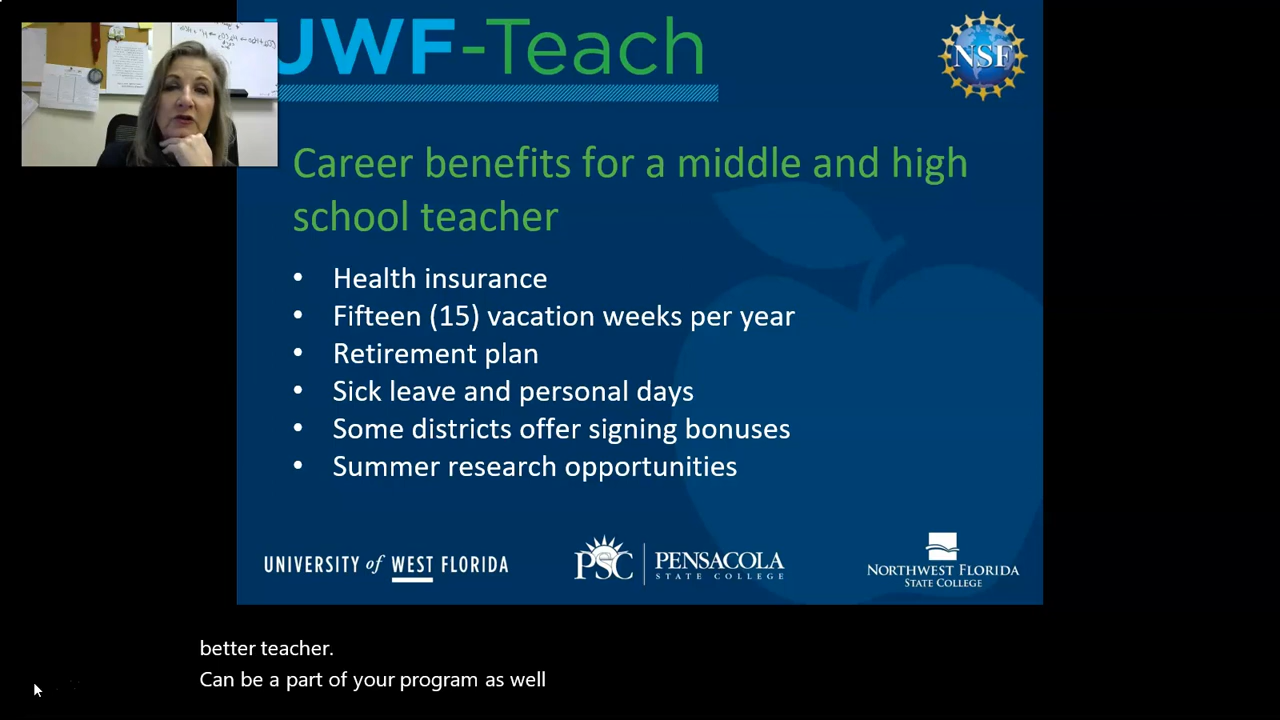 UWF-Teach
NSF
Career benefits for a middle and high
school teacher
• Health insurance
• Fifteen (15) vacation weeks per year
• Retirement plan
• Sick leave and personal days
• Some districts offer signing bonuses
• Summer research opportunities
UNIVERSITY of WEST FLORIDA
PSC PENSACOLA
STATE COLLEGE
NORTHWEST FLORIDA
STATE COLLEGE
better teacher.
Can be a part of your program as well